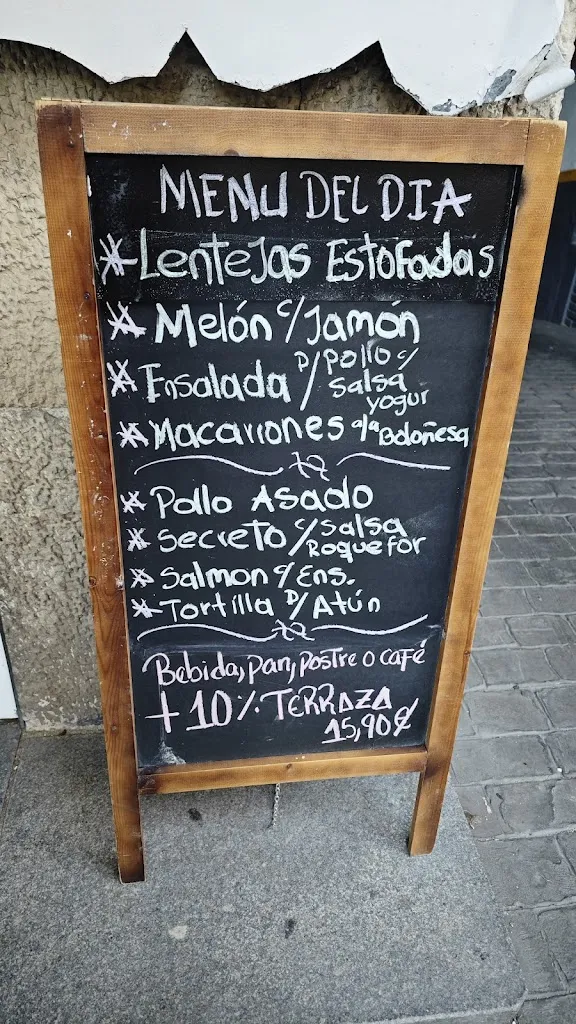 MENU DEL DIA
* Lentejas Estofadas
* Melón c/ Jamón
* Ensalada D/ Pollo c/
Salsa
yogur
* Macarrones a/a Boloñesa
* Pollo Asado
* Secreto c/ Salsa
Roquefor
* Salmon c/ Ens.
* Tortilla D/ Atún
Bebida, pan, Postre o café
+ 10% TERRAZA
15,90€